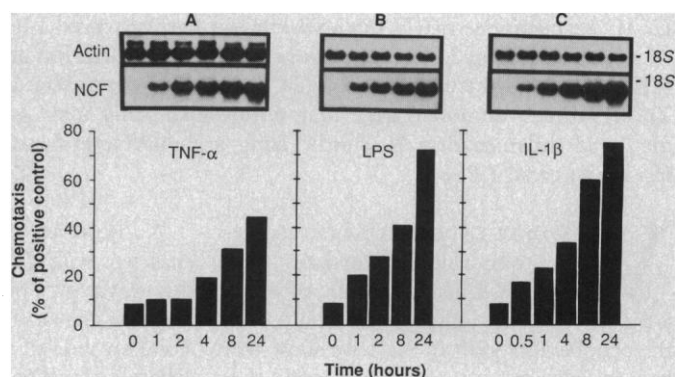 A B C
Actin -18S
-18S
NCF
80
60
40
20
0
Chemotaxis
(% of positive control)
TNF-α LPS IL-1β
0 1 2 4 8 24 0 1 2 8 24 0 0.5 1 4 8 24
Time (hours)